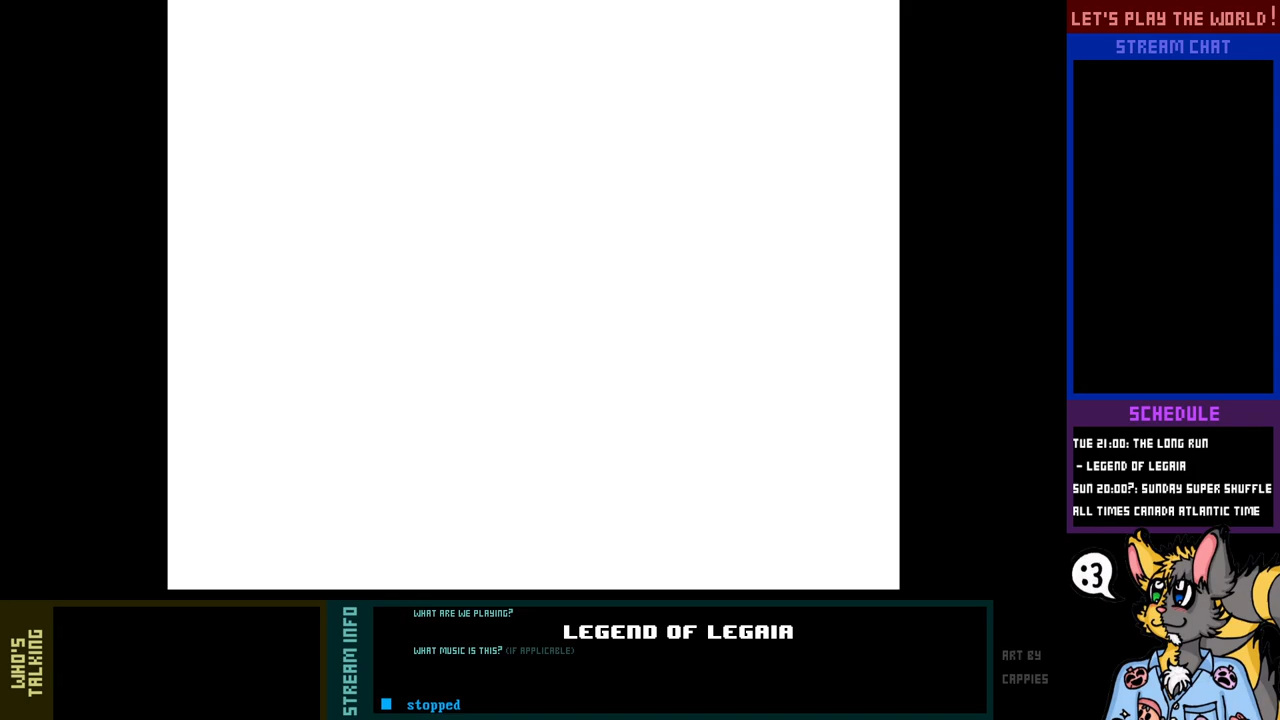 LET'S PLAY THE WORLD!
STREAM CHAT
SCHEDULE
TUE 21:00: THE LONG RUN
- LEGEND OF LEGAIA
SUN 20:00?: SUNDAY SUPER SHUFFLE
ALL TIMES CANADA ATLANTIC TIME
:3
WHO'S TALKING
STREAM INFO
WHAT ARE WE PLAYING?
LEGEND OF LEGAIA
WHAT MUSIC IS THIS? (IF APPLICABLE)
stopped
ART BY
CAPPIES